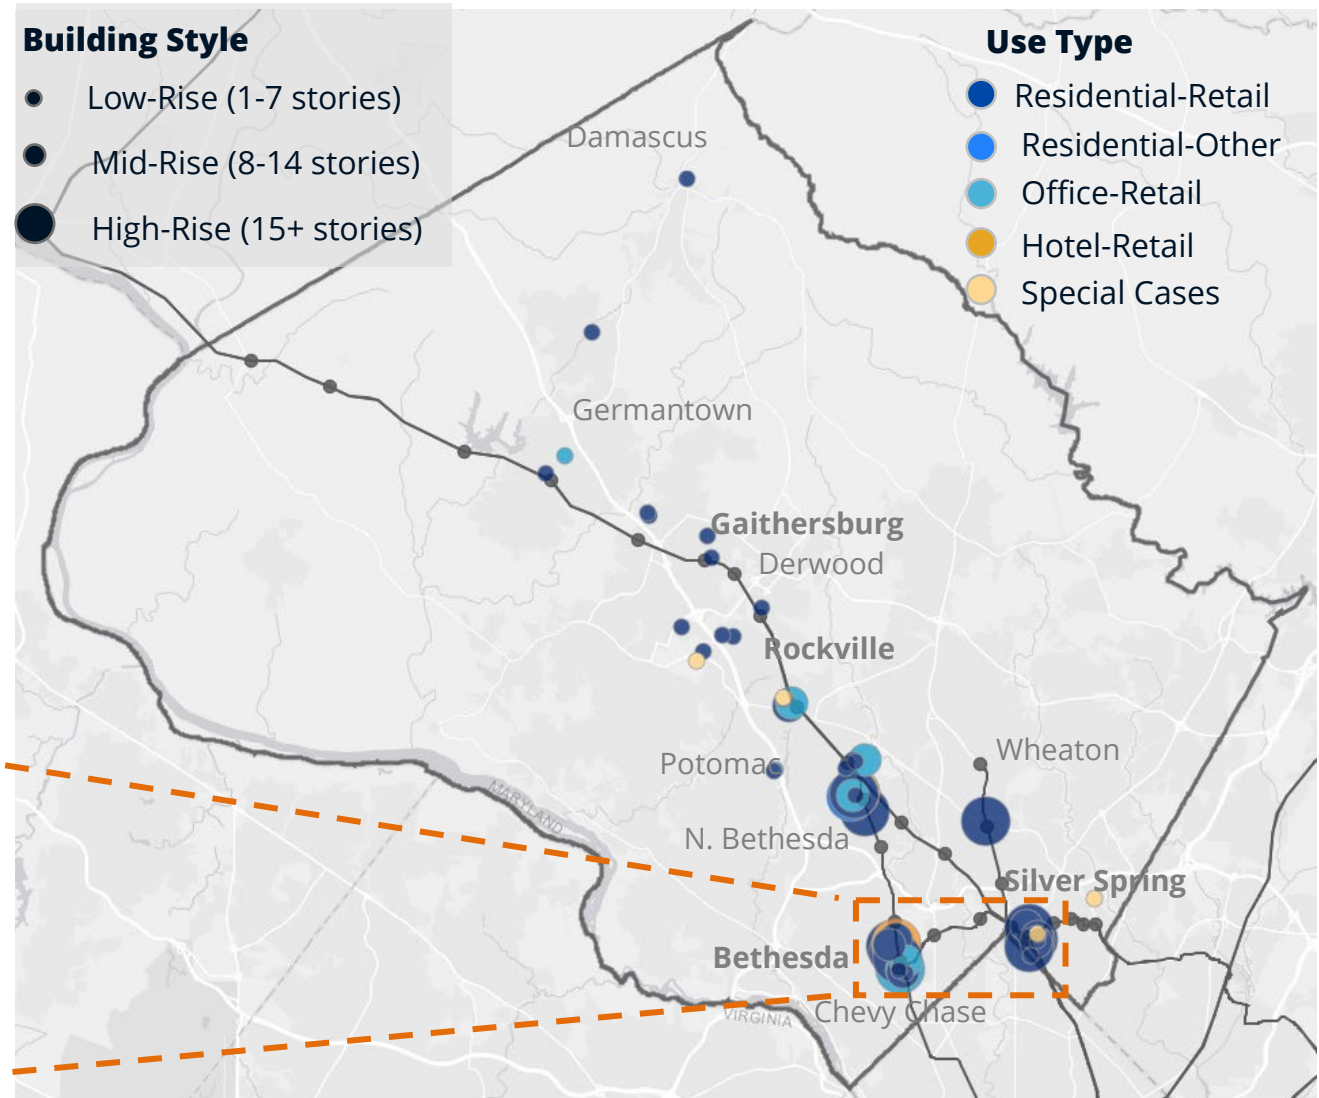 Building Style
Low-Rise (1-7 stories)
Mid-Rise (8-14 stories)
High-Rise (15+ stories)
Use Type
Residential-Retail
Residential-Other
Office-Retail
Hotel-Retail
Special Cases
Damascus
Germantown
Gaithersburg
Derwood
Rockville
Potomac
Wheaton
MARYLAND
N. Bethesda
Silver Spring
Bethesda
Chevy Chase
VIRGINIA